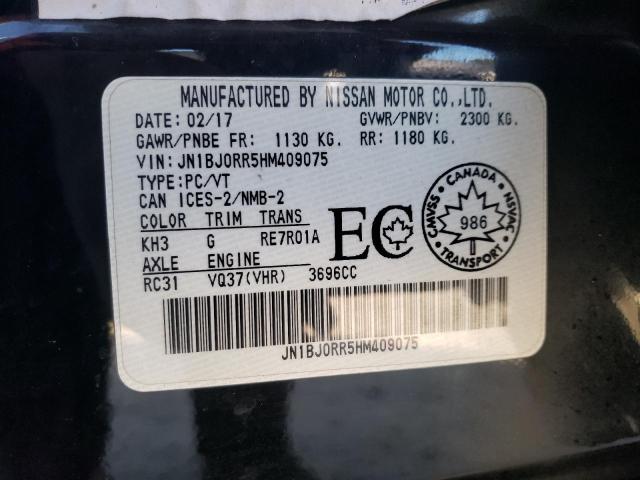 MANUFACTURED BY NISSAN MOTOR CO.,LTD.
DATE: 02/17 GVWR/PNBV: 2300 KG.
GAWR/PNBE FR: 1130 KG. RR: 1180 KG.
VIN: JN1BJ0RR5HM409075
TYPE: PC/VT
CAN ICES-2/NMB-2
COLOR TRIM TRANS
KH3 G RE7R01A
AXLE ENGINE
RC31 VQ37(VHR) 3696CC
EC
CANADA
CMVSS 986 NSVAC
TRANSPORT
JN1BJ0RR5HM409075